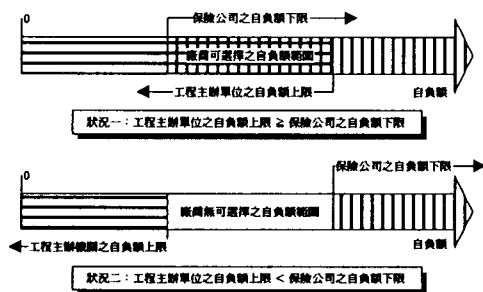 0
保險公司之自負額下限
廠商可選擇之自負額範圍
工程主辦單位之自負額上限
自負額
狀況一：工程主辦單位之自負額上限 ≧ 保險公司之自負額下限
保險公司之自負額下限
0
廠商無可選擇之自負額範圍
工程主辦機關之自負額上限
自負額
狀況二：工程主辦單位之自負額上限 < 保險公司之自負額下限